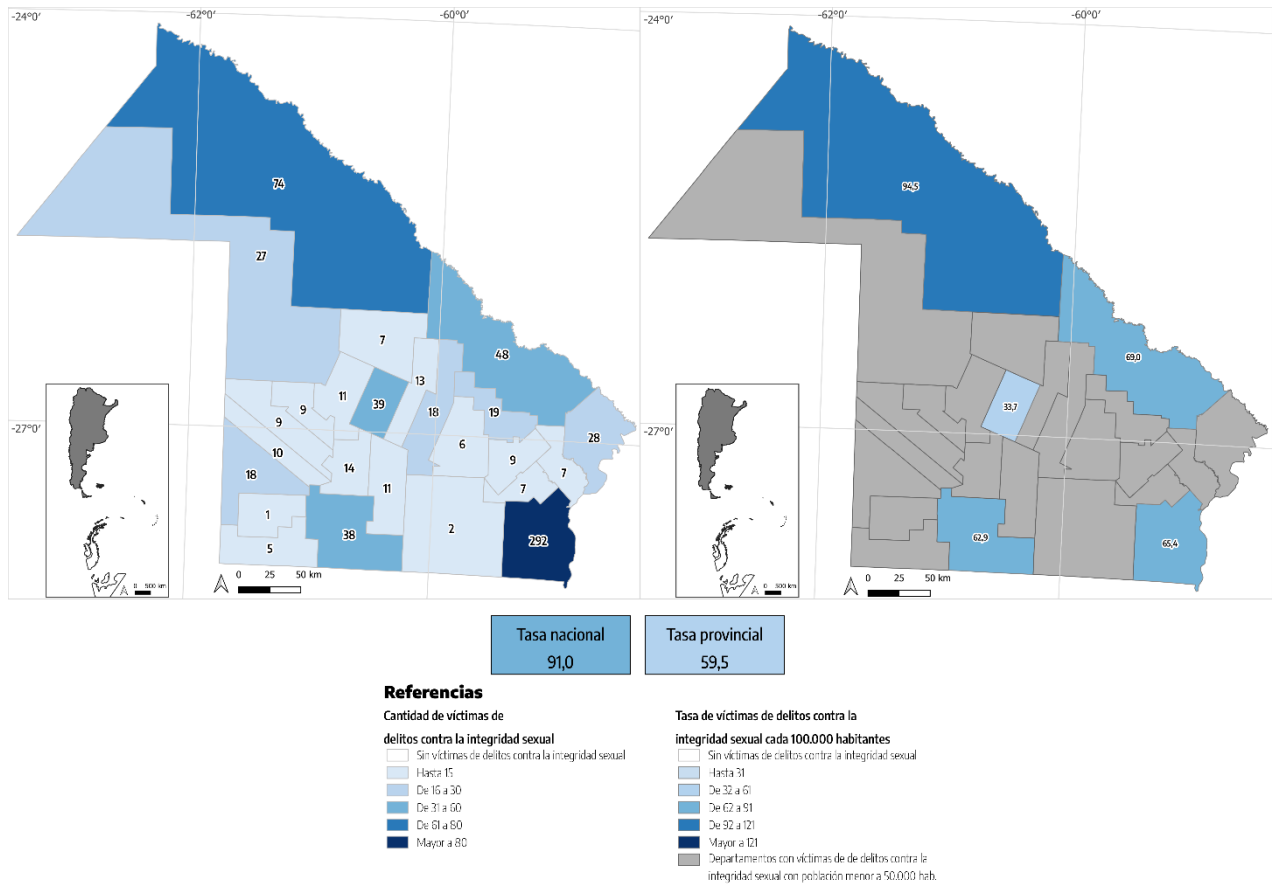 -24°0'
-62°0'
-60°0'
74
27
7
48
13
11
39
9
18
19
28
9
6
10
9
7
14
18
11
7
1
2
292
38
5
-27°0'
0 25 50 km
0 500 km
-24°0'
-62°0'
-60°0'
94,5
69,0
33,7
62,9
65,4
-27°0'
0 25 50 km
0 500 km
Tasa nacional
91,0
Tasa provincial
59,5
Referencias
Cantidad de víctimas de
delitos contra la integridad sexual
Sin víctimas de delitos contra la integridad sexual
Hasta 15
De 16 a 30
De 31 a 60
De 61 a 80
Mayor a 80
Tasa de víctimas de delitos contra la
integridad sexual cada 100.000 habitantes
Sin víctimas de delitos contra la integridad sexual
Hasta 31
De 32 a 61
De 62 a 91
De 92 a 121
Mayor a 121
Departamentos con víctimas de de delitos contra la
integridad sexual con población menor a 50.000 hab.